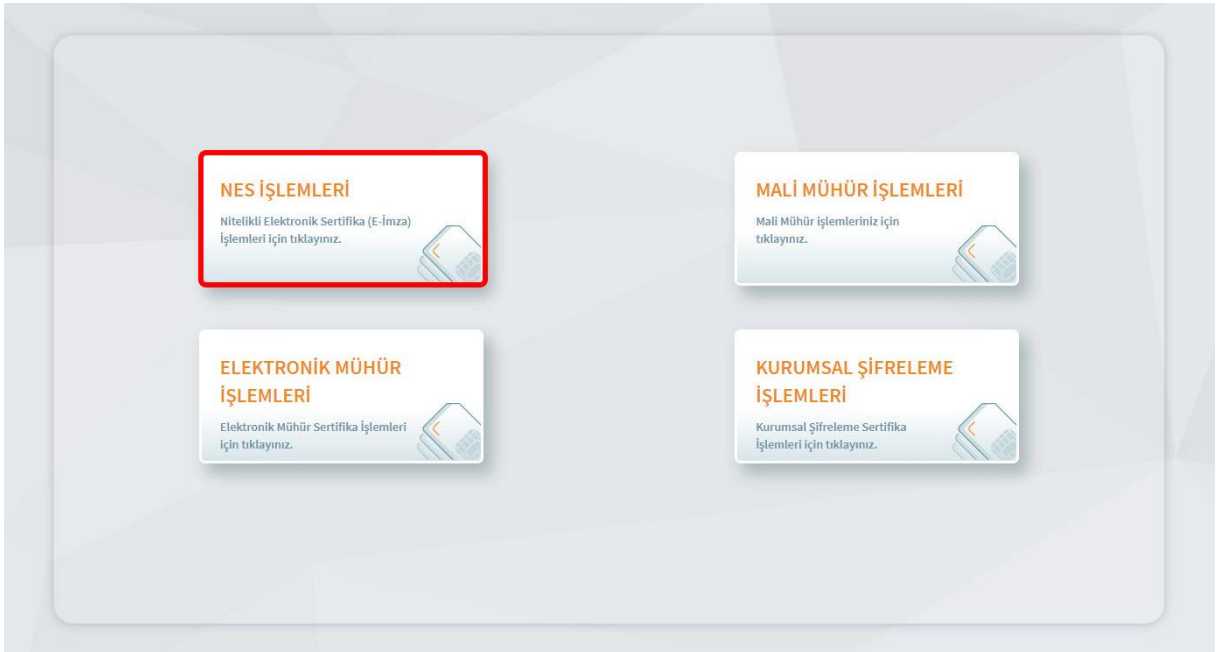 NES İŞLEMLERİ
Nitelikli Elektronik Sertifika (E-İmza)
İşlemleri için tıklayınız.
MALİ MÜHÜR İŞLEMLERİ
Mali Mühür işlemleriniz için
tıklayınız.
ELEKTRONİK MÜHÜR
İŞLEMLERİ
Elektronik Mühür Sertifika İşlemleri
için tıklayınız.
KURUMSAL ŞİFRELEME
İŞLEMLERİ
Kurumsal Şifreleme Sertifika
İşlemleri için tıklayınız.